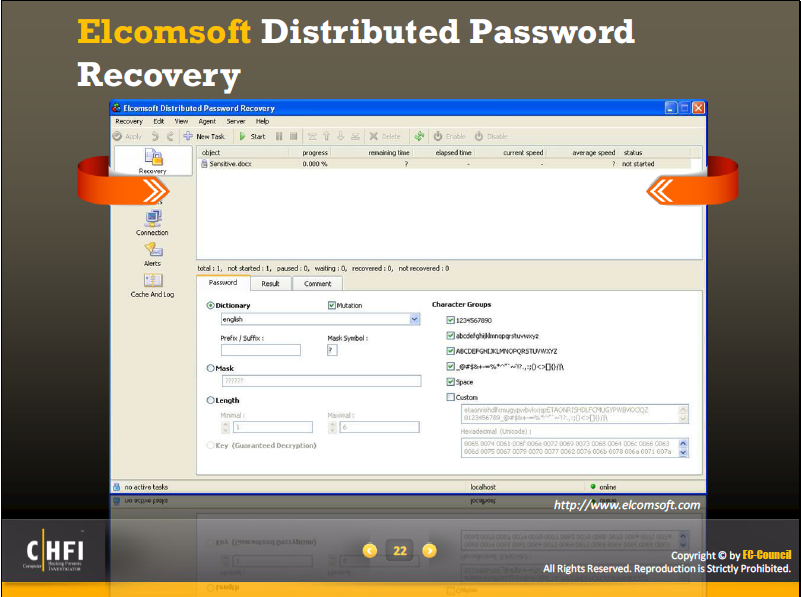 Elcomsoft Distributed Password
Recovery
Elcomsoft Distributed Password Recovery
Recovery Edit View Agent Server Help
Apply New Task Start Delete Enable Disable
object progress remaining time elapsed time current speed average speed status
Sensitive.docx 0.000 % ? - - ? not started
Recovery
Connection
Alerts
Cache And Log
total : 1, not started : 1, paused : 0, waiting : 0, recovered : 0, not recovered : 0
Password Result Comment
Dictionary Mutation Character Groups
english 1234567890
Prefix / Suffix : Mask Symbol : abcdefghijklmnopqrstuvwxyz
? ABCDEFGHIJKLMNOPQRSTUVWXYZ
Mask
?????? Space
Length Custom
Minimal : Maximal :
1 6
Hexadecimal (Unicode) :
Key (Guaranteed Decryption)
no active tasks localhost online
http://www.elcomsoft.com
CHFI
Computer Hacking Forensic
INVESTIGATOR
22
Copyright © by EC-Council
All Rights Reserved. Reproduction is Strictly Prohibited.